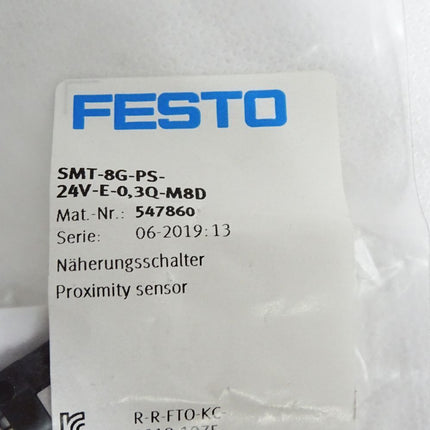 FESTO
SMT-8G-PS-
24V-E-0,3Q-M8D
Mat.-Nr.: 547860
Serie: 06-2019:13
Näherungsschalter
Proximity sensor
R-R-FTO-KC-